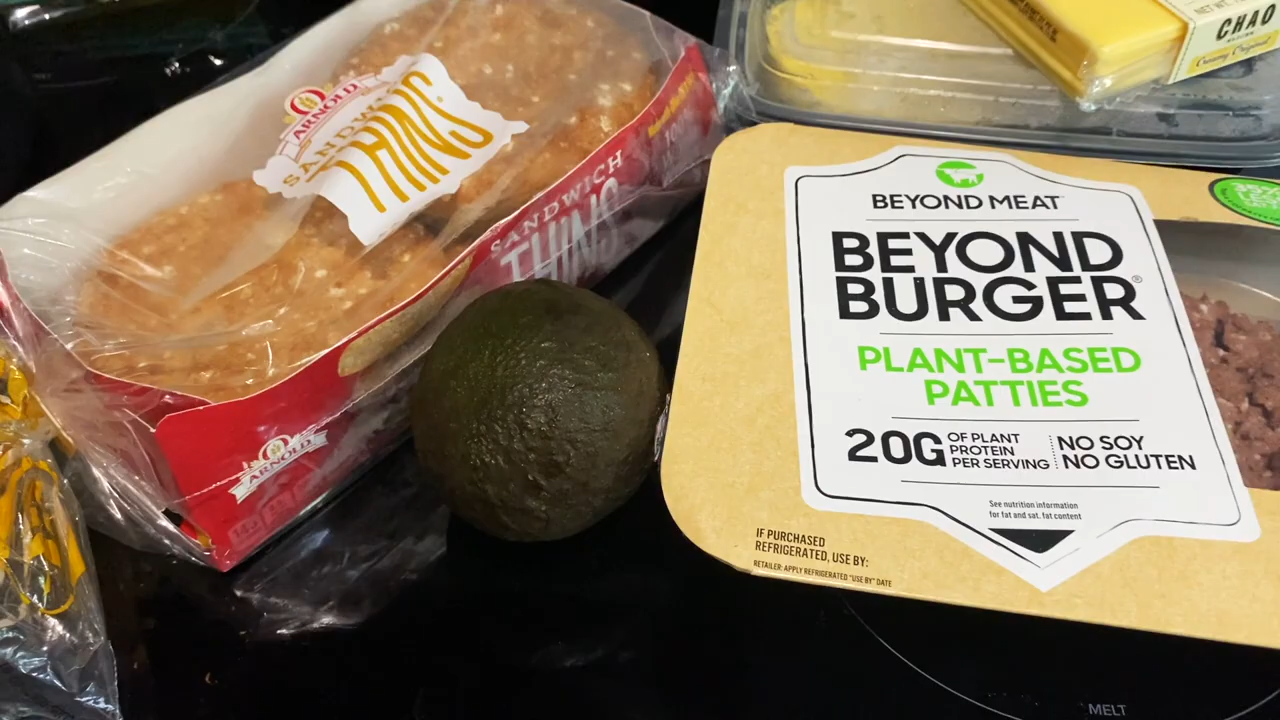 ARNOLD
SANDWICH
THINS
SANDWICH
THINS
ARNOLD
CHAO
Creamy Original
BEYOND MEAT
BEYOND
BURGER®
PLANT-BASED
PATTIES
20G OF PLANT PROTEIN PER SERVING
NO SOY
NO GLUTEN
See nutrition information
for fat and sat. fat content
IF PURCHASED
REFRIGERATED, USE BY:
RETAILER: APPLY REFRIGERATED "USE BY" DATE
MELT